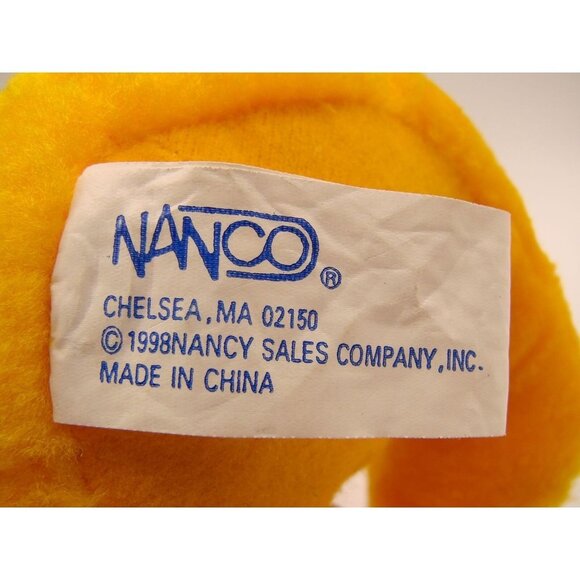 NANCO®
CHELSEA, MA 02150
© 1998NANCY SALES COMPANY, INC.
MADE IN CHINA